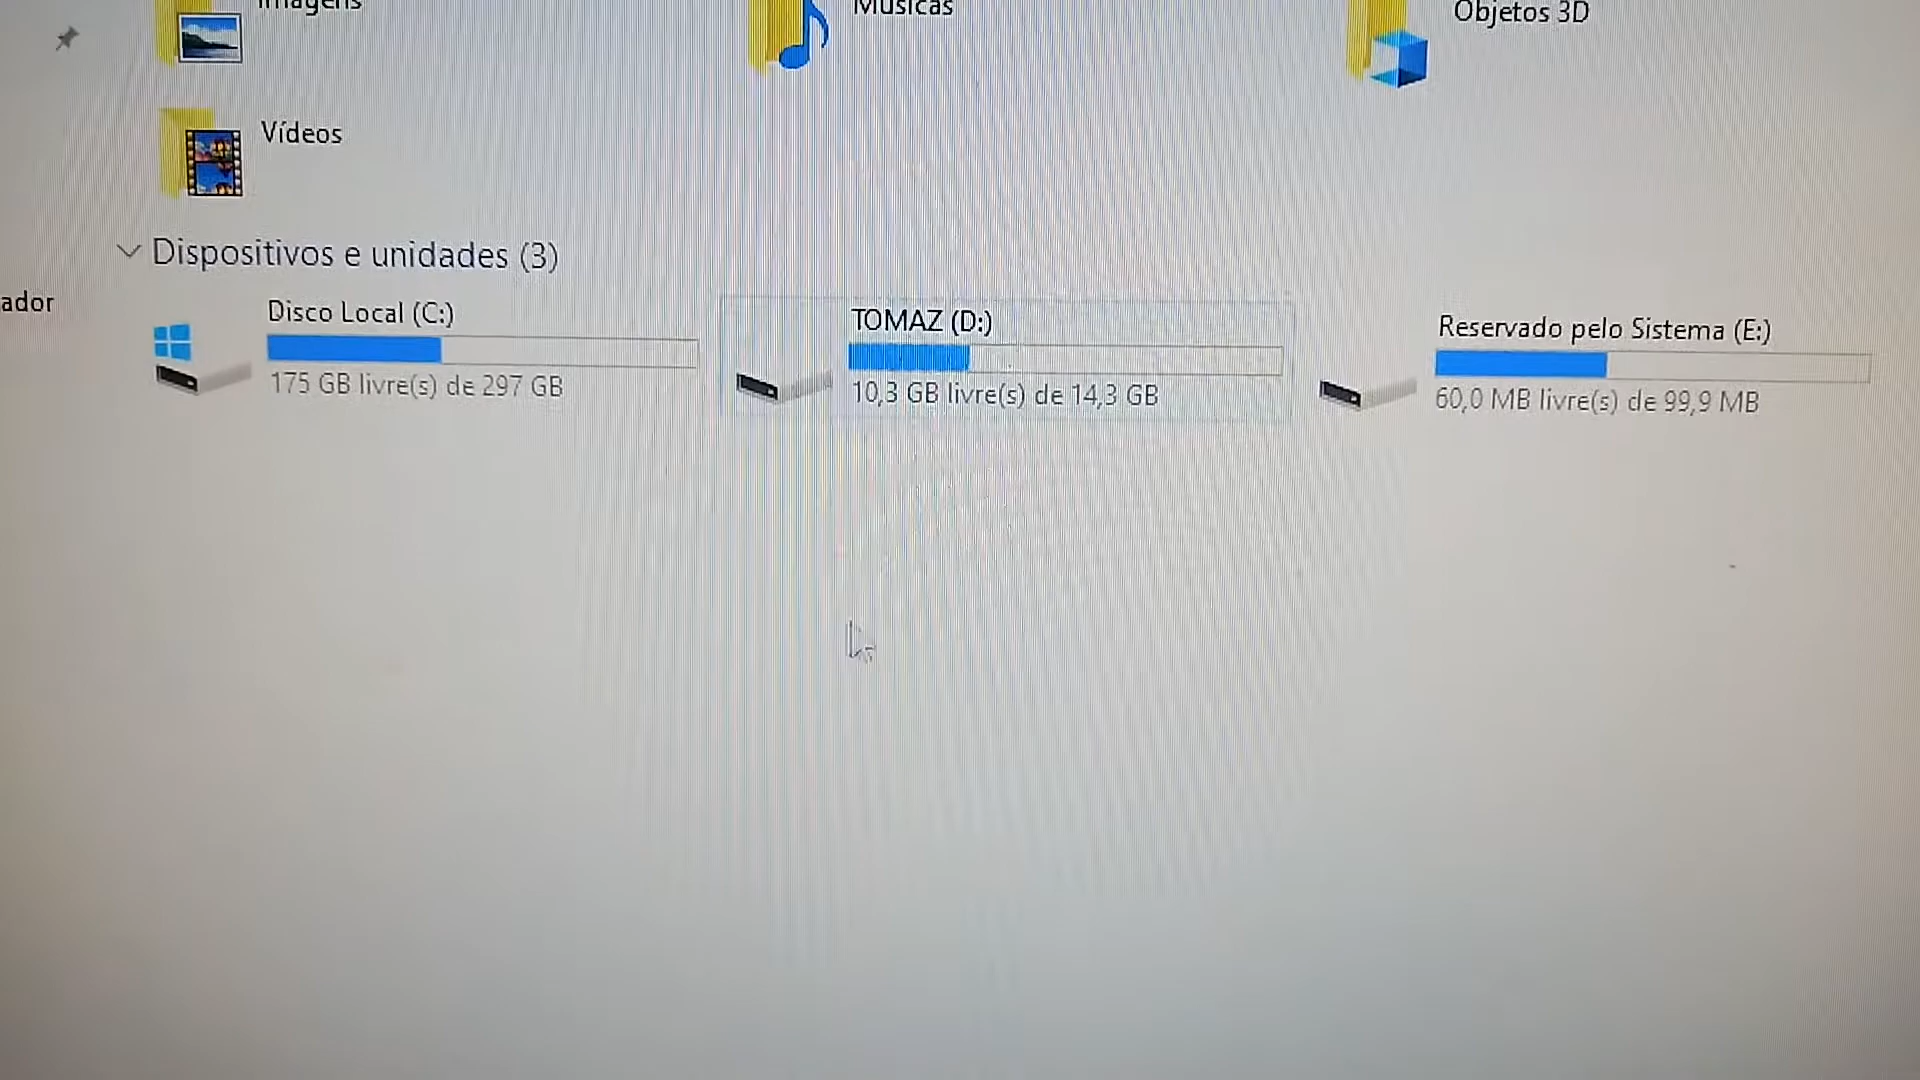 Imagens
Músicas
Objetos 3D
Vídeos
Dispositivos e unidades (3)
ador
Disco Local (C:)
175 GB livre(s) de 297 GB
TOMAZ (D:)
10,3 GB livre(s) de 14,3 GB
Reservado pelo Sistema (E:)
60,0 MB livre(s) de 99,9 MB